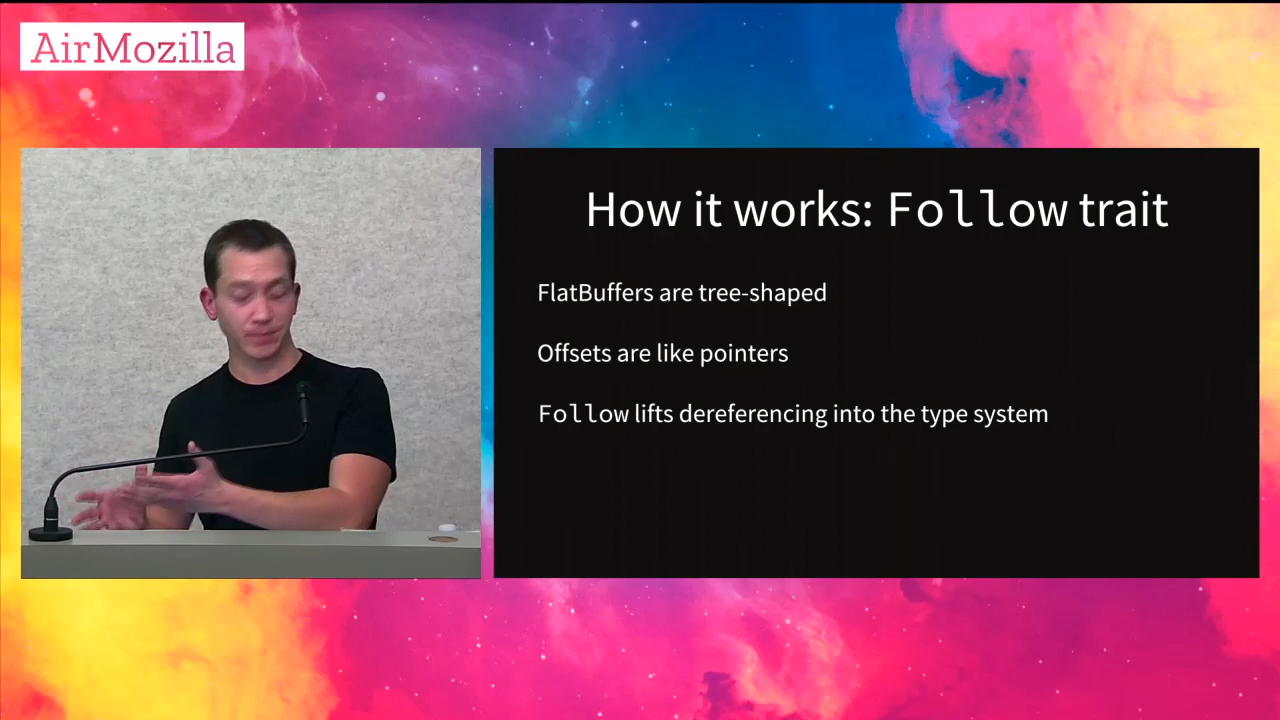 AirMozilla
How it works: Follow trait
FlatBuffers are tree-shaped
Offsets are like pointers
Follow lifts dereferencing into the type system